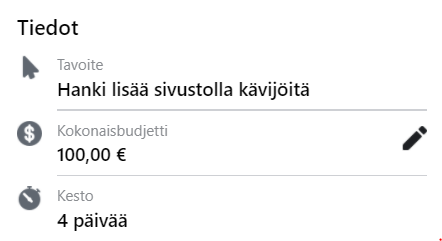 Tiedot
Tavoite
Hanki lisää sivustolla kävijöitä
Kokonaisbudjetti
100,00 €
Kesto
4 päivää